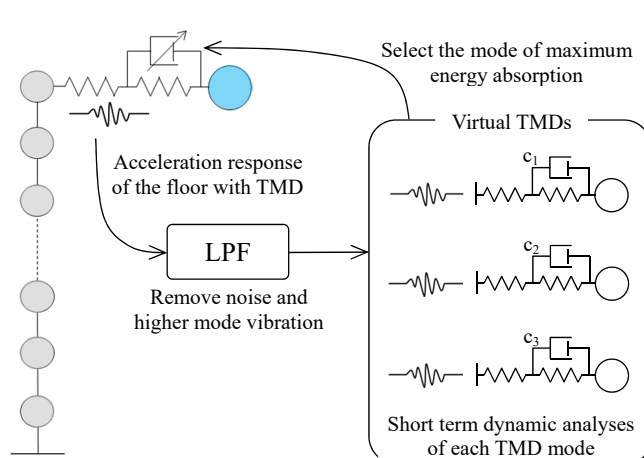 Select the mode of maximum
energy absorption
Virtual TMDs
Acceleration response
of the floor with TMD
LPF
Remove noise and
higher mode vibration
c1
c2
c3
Short term dynamic analyses
of each TMD mode